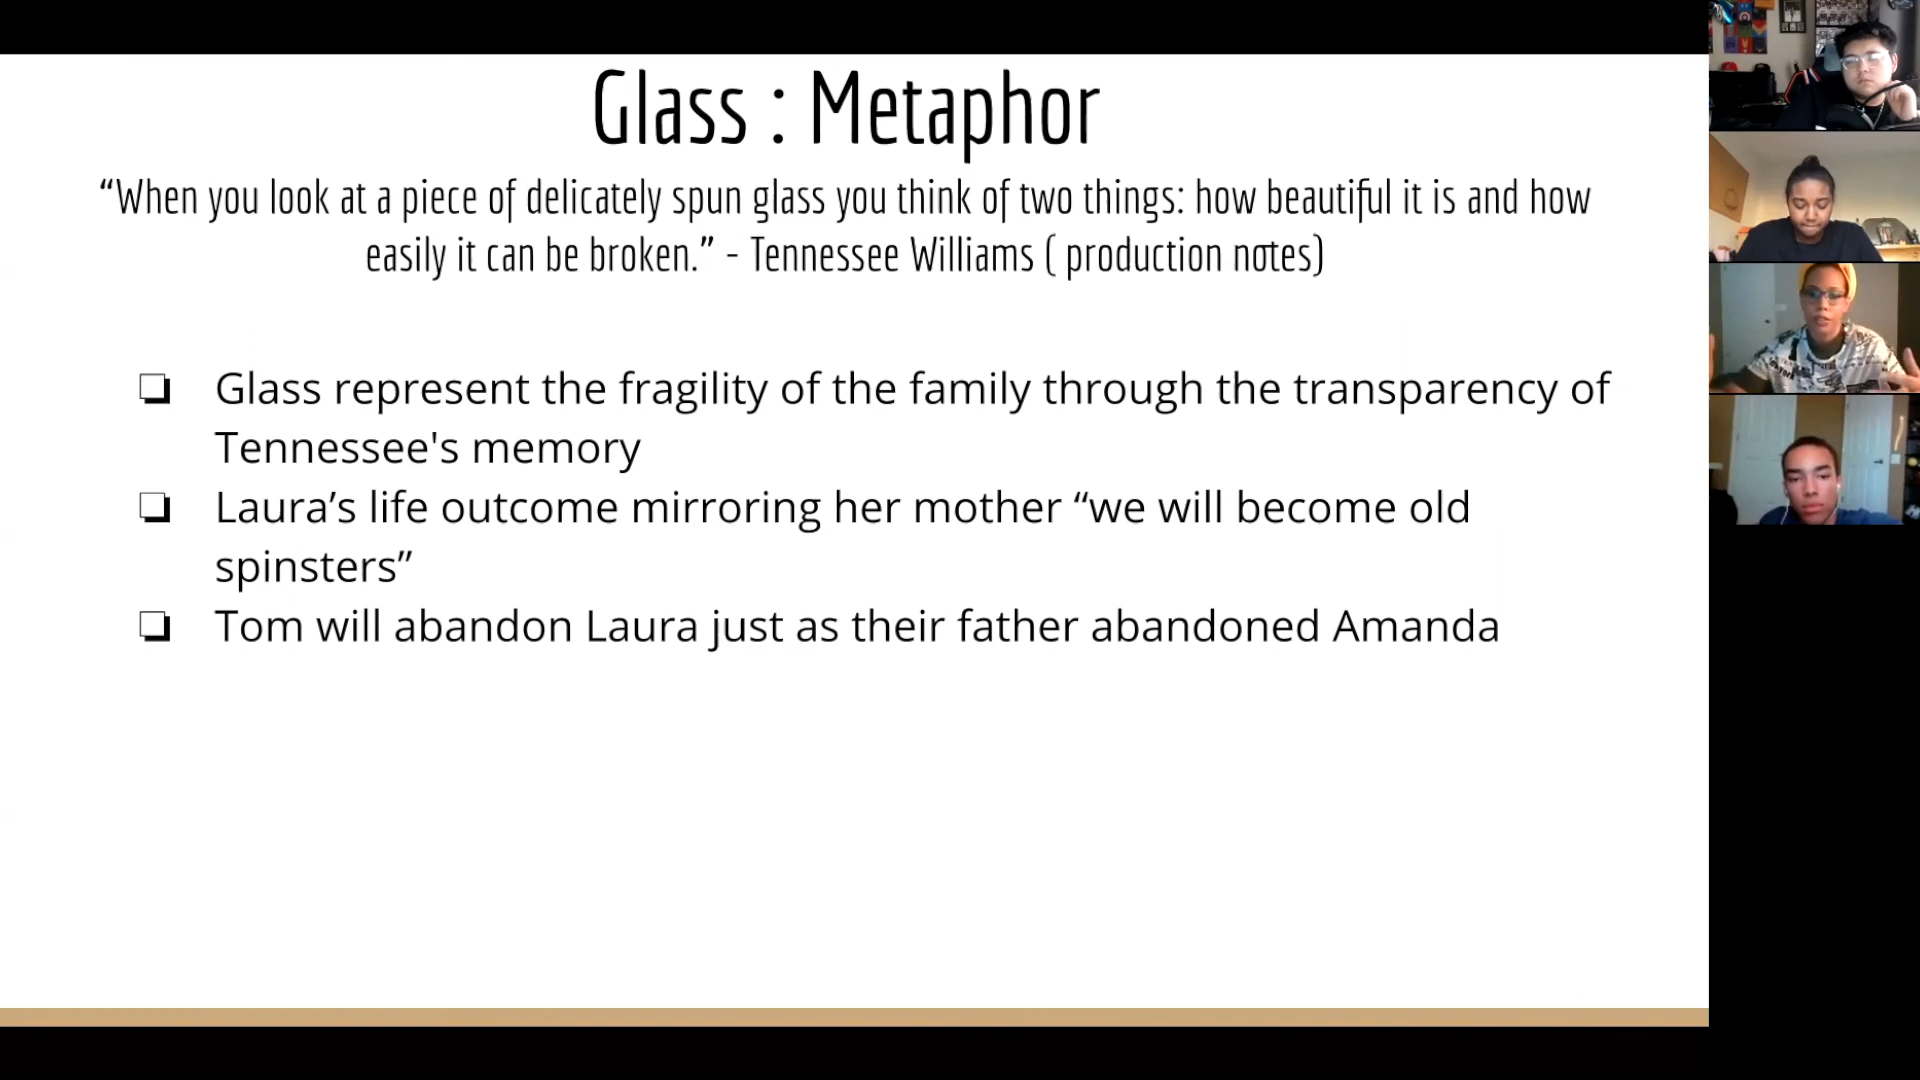 Glass : Metaphor
“When you look at a piece of delicately spun glass you think of two things: how beautiful it is and how
easily it can be broken.” - Tennessee Williams ( production notes)
Glass represent the fragility of the family through the transparency of
Tennessee's memory
Laura’s life outcome mirroring her mother “we will become old
spinsters”
Tom will abandon Laura just as their father abandoned Amanda